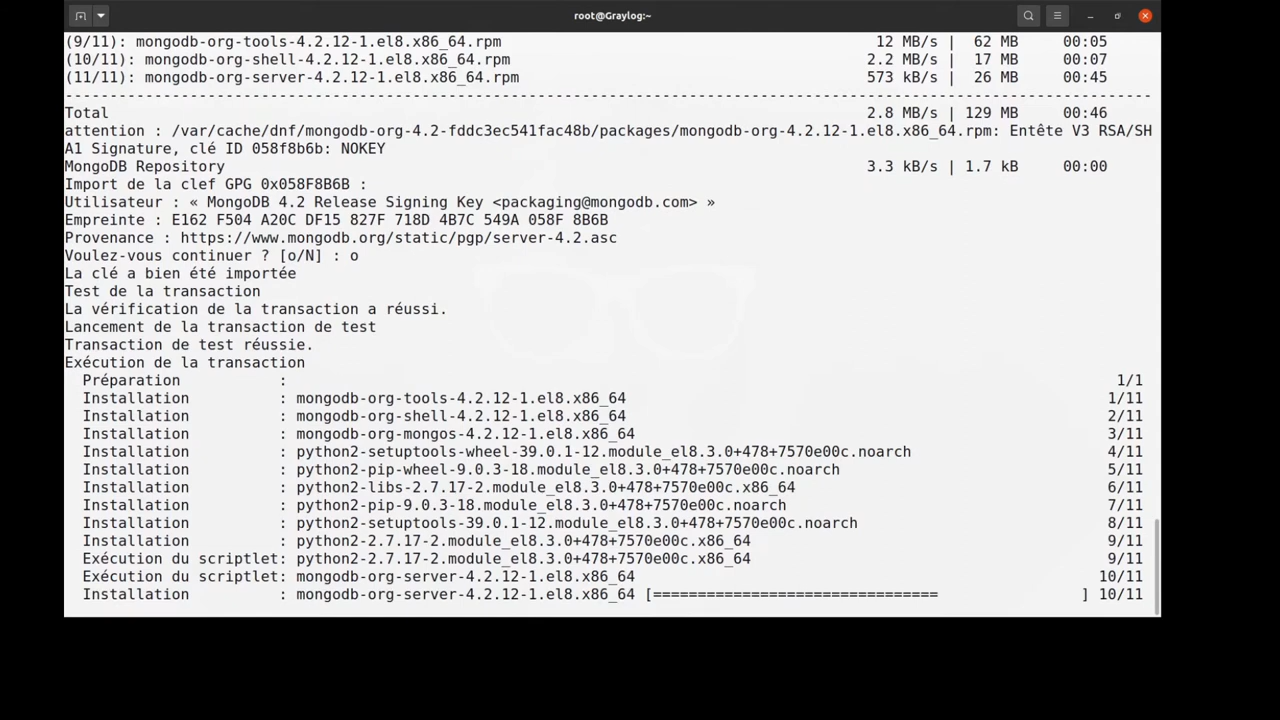 root@Graylog:~
(9/11): mongodb-org-tools-4.2.12-1.el8.x86_64.rpm 12 MB/s | 62 MB 00:05
(10/11): mongodb-org-shell-4.2.12-1.el8.x86_64.rpm 2.2 MB/s | 17 MB 00:07
(11/11): mongodb-org-server-4.2.12-1.el8.x86_64.rpm 573 kB/s | 26 MB 00:45
--------------------------------------------------------------------------------------------------------------------------
Total 2.8 MB/s | 129 MB 00:46
attention : /var/cache/dnf/mongodb-org-4.2-fddc3ec541fac48b/packages/mongodb-org-4.2.12-1.el8.x86_64.rpm: Entête V3 RSA/SH
A1 Signature, clé ID 058f8b6b: NOKEY
MongoDB Repository 3.3 kB/s | 1.7 kB 00:00
Import de la clef GPG 0x058F8B6B :
Utilisateur : « MongoDB 4.2 Release Signing Key <packaging@mongodb.com> »
Empreinte : E162 F504 A20C DF15 827F 718D 4B7C 549A 058F 8B6B
Provenance : https://www.mongodb.org/static/pgp/server-4.2.asc
Voulez-vous continuer ? [o/N] : o
La clé a bien été importée
Test de la transaction
La vérification de la transaction a réussi.
Lancement de la transaction de test
Transaction de test réussie.
Exécution de la transaction
Préparation : 1/1
Installation : mongodb-org-tools-4.2.12-1.el8.x86_64 1/11
Installation : mongodb-org-shell-4.2.12-1.el8.x86_64 2/11
Installation : mongodb-org-mongos-4.2.12-1.el8.x86_64 3/11
Installation : python2-setuptools-wheel-39.0.1-12.module_el8.3.0+478+7570e00c.noarch 4/11
Installation : python2-pip-wheel-9.0.3-18.module_el8.3.0+478+7570e00c.noarch 5/11
Installation : python2-libs-2.7.17-2.module_el8.3.0+478+7570e00c.x86_64 6/11
Installation : python2-pip-9.0.3-18.module_el8.3.0+478+7570e00c.noarch 7/11
Installation : python2-setuptools-39.0.1-12.module_el8.3.0+478+7570e00c.noarch 8/11
Installation : python2-2.7.17-2.module_el8.3.0+478+7570e00c.x86_64 9/11
Exécution du scriptlet: python2-2.7.17-2.module_el8.3.0+478+7570e00c.x86_64 9/11
Exécution du scriptlet: mongodb-org-server-4.2.12-1.el8.x86_64 10/11
Installation : mongodb-org-server-4.2.12-1.el8.x86_64 [================================ ] 10/11